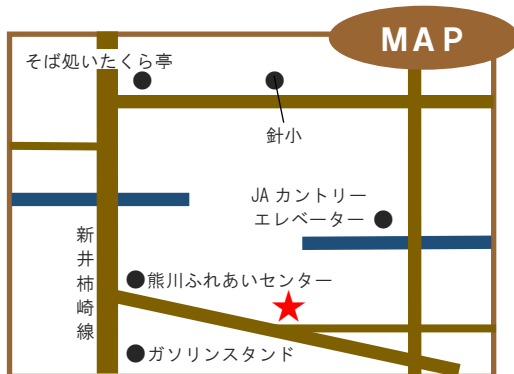 MAP
そば処いたくら亭
針小
JAカントリー
エレベーター
新井柿崎線
熊川ふれあいセンター
ガソリンスタンド